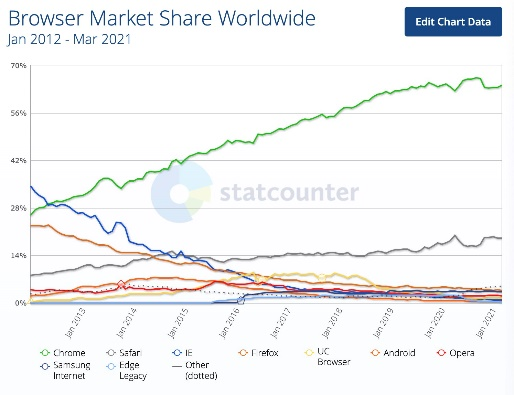 Browser Market Share Worldwide
Jan 2012 - Mar 2021
Edit Chart Data
70%
56%
42%
28%
14%
0%
statcounter
Jan 2013
Jan 2014
Jan 2015
Jan 2016
Jan 2017
Jan 2018
Jan 2019
Jan 2020
Jan 2021
Chrome
Safari
IE
Firefox
UC Browser
Android
Opera
Samsung Internet
Edge Legacy
Other (dotted)